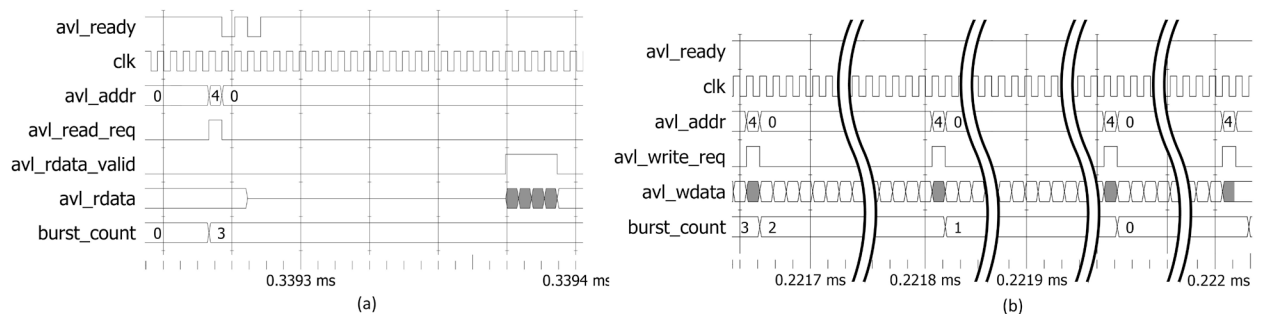 avl_ready
clk
avl_addr 0 4 0
avl_read_req
avl_rdata_valid
avl_rdata
burst_count 0 3
0.3393 ms 0.3394 ms
(a)
avl_ready
clk
avl_addr 4 0 4 0 4 0 4
avl_write_req
avl_wdata
burst_count 3 2 1 0
0.2217 ms 0.2218 ms 0.2219 ms 0.222 ms
(b)